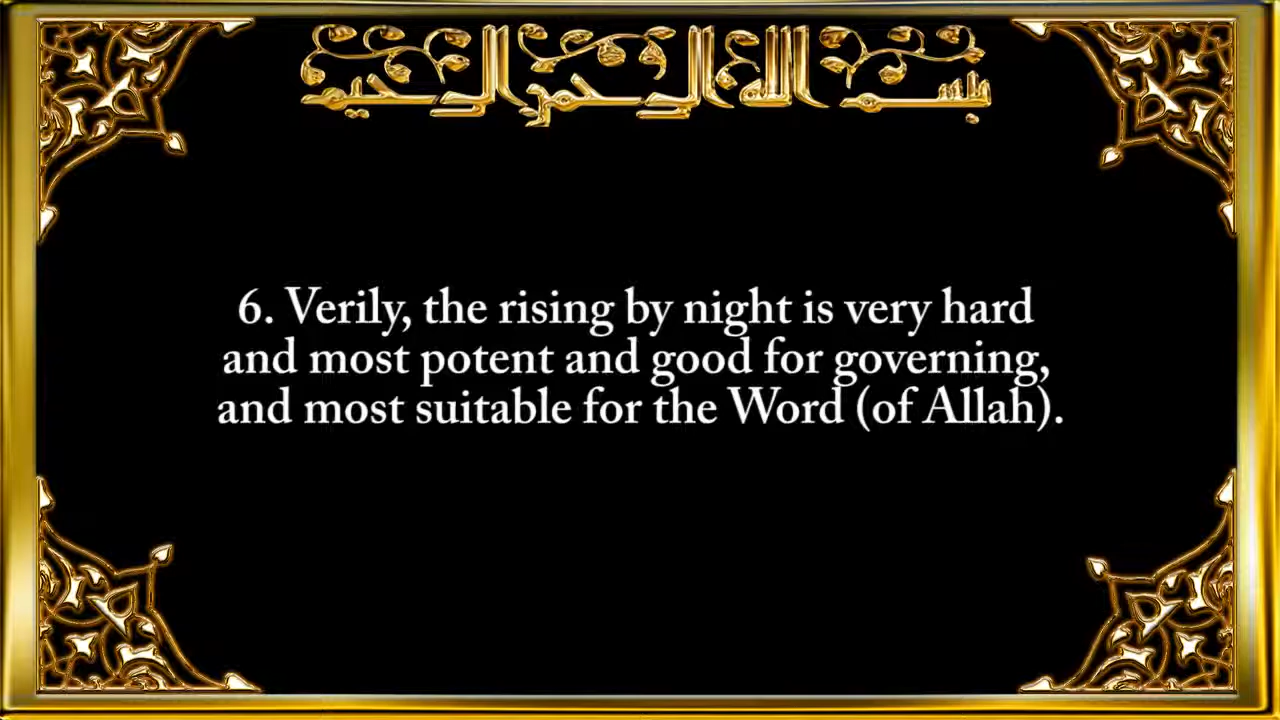 بسم الله الرحمن الرحيم
6. Verily, the rising by night is very hard
and most potent and good for governing,
and most suitable for the Word (of Allah).